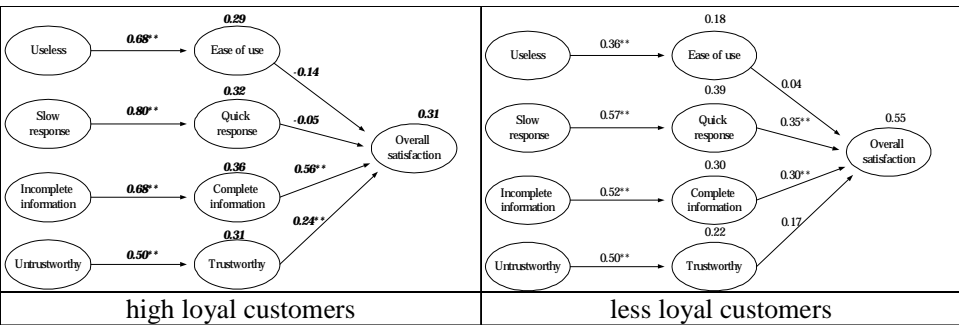 0.29
Useless
0.68**
Ease of use
-0.14
0.32
Slow
response
0.80**
Quick
response
-0.05
0.31
Overall
satisfaction
0.36
Incomplete
information
0.68**
Complete
information
0.56**
0.31
Untrustworthy
0.50**
Trustworthy
0.24**
high loyal customers
0.18
Useless
0.36**
Ease of use
0.04
0.39
Slow
response
0.57**
Quick
response
0.35**
0.55
Overall
satisfaction
0.30
Incomplete
information
0.52**
Complete
information
0.30**
0.22
Untrustworthy
0.50**
Trustworthy
0.17
less loyal customers